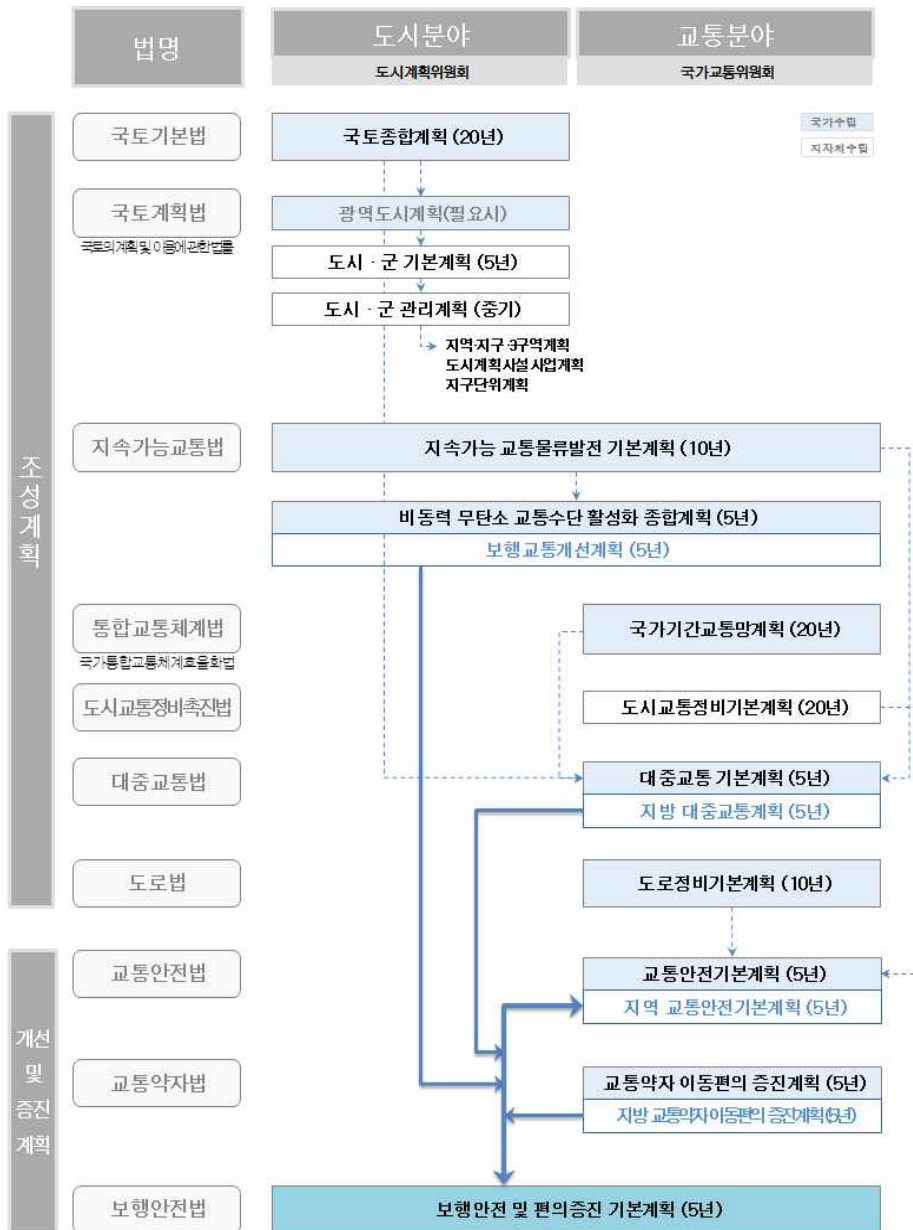 법명
도시분야
교통분야
도시계획위원회
국가교통위원회
조성계획
국토기본법
국토종합계획 (20년)
국가수립
지자체수립
국토계획법
국토의계획및 이용에관한법률
광역도시계획(필요시)
도시 · 군 기본계획 (5년)
도시 · 군 관리계획 (중기)
지역·지구·구역계획
도시계획시설 사업계획
지구단위계획
지속가능교통법
지속가능 교통물류발전 기본계획 (10년)
비동력 무탄소 교통수단 활성화 종합계획 (5년)
보행교통개선계획 (5년)
통합교통체계법
국가통합교통체계효율화법
국가기간교통망계획 (20년)
도시교통정비촉진법
도시교통정비기본계획 (20년)
대중교통법
대중교통 기본계획 (5년)
지방 대중교통계획 (5년)
도로법
도로정비기본계획 (10년)
개선
및
증진
계획
교통안전법
교통안전기본계획 (5년)
지역 교통안전기본계획 (5년)
교통약자법
교통약자 이동편의 증진계획 (5년)
지방 교통약자이동편의 증진계획(5년)
보행안전법
보행안전 및 편의증진 기본계획 (5년)